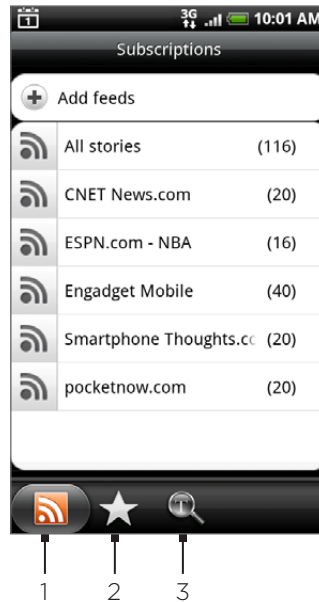 1
3G
10:01 AM
Subscriptions
Add feeds
All stories (116)
CNET News.com (20)
ESPN.com - NBA (16)
Engadget Mobile (40)
Smartphone Thoughts.cc (20)
pocketnow.com (20)
T
1 2 3